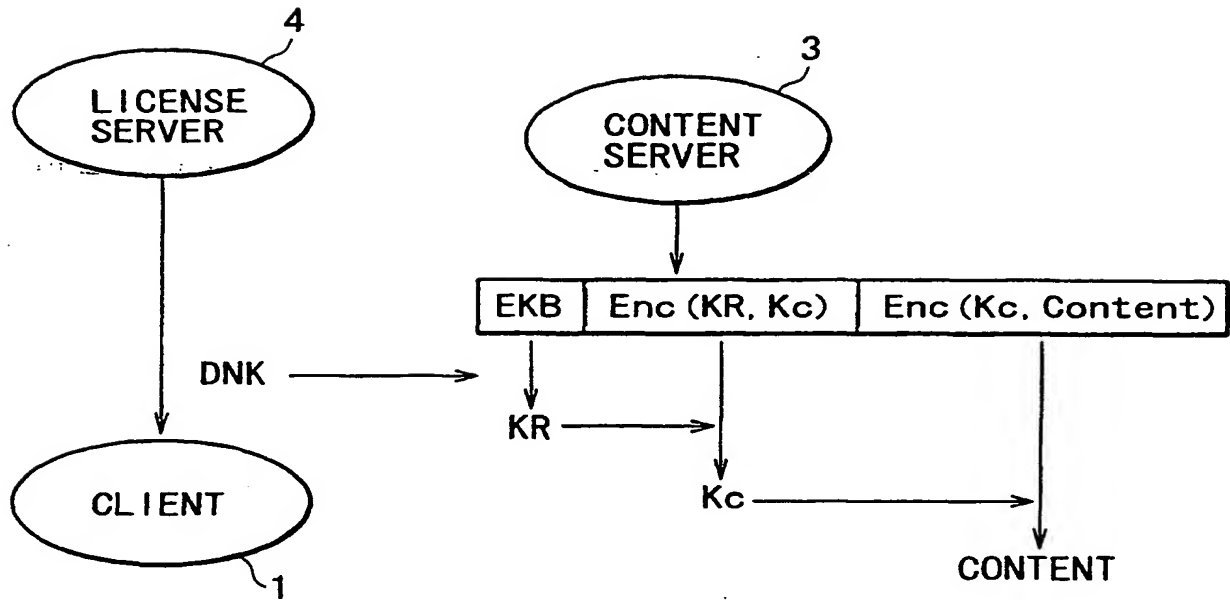 4
LICENSE
SERVER
3
CONTENT
SERVER
EKB
Enc (KR, Kc)
Enc (Kc, Content)
DNK
KR
Kc
CLIENT
CONTENT
1